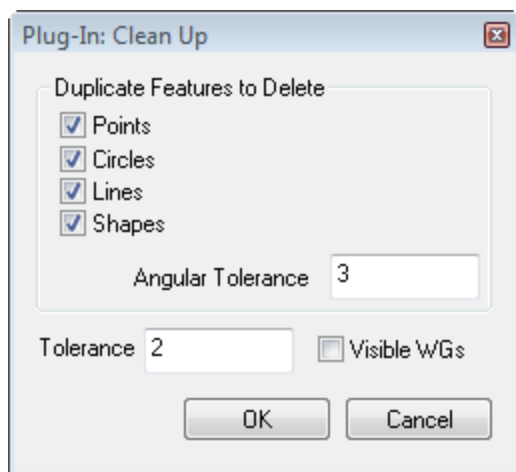 Plug-In: Clean Up
Duplicate Features to Delete
Points
Circles
Lines
Shapes
Angular Tolerance 3
Tolerance 2 Visible WGs
OK Cancel